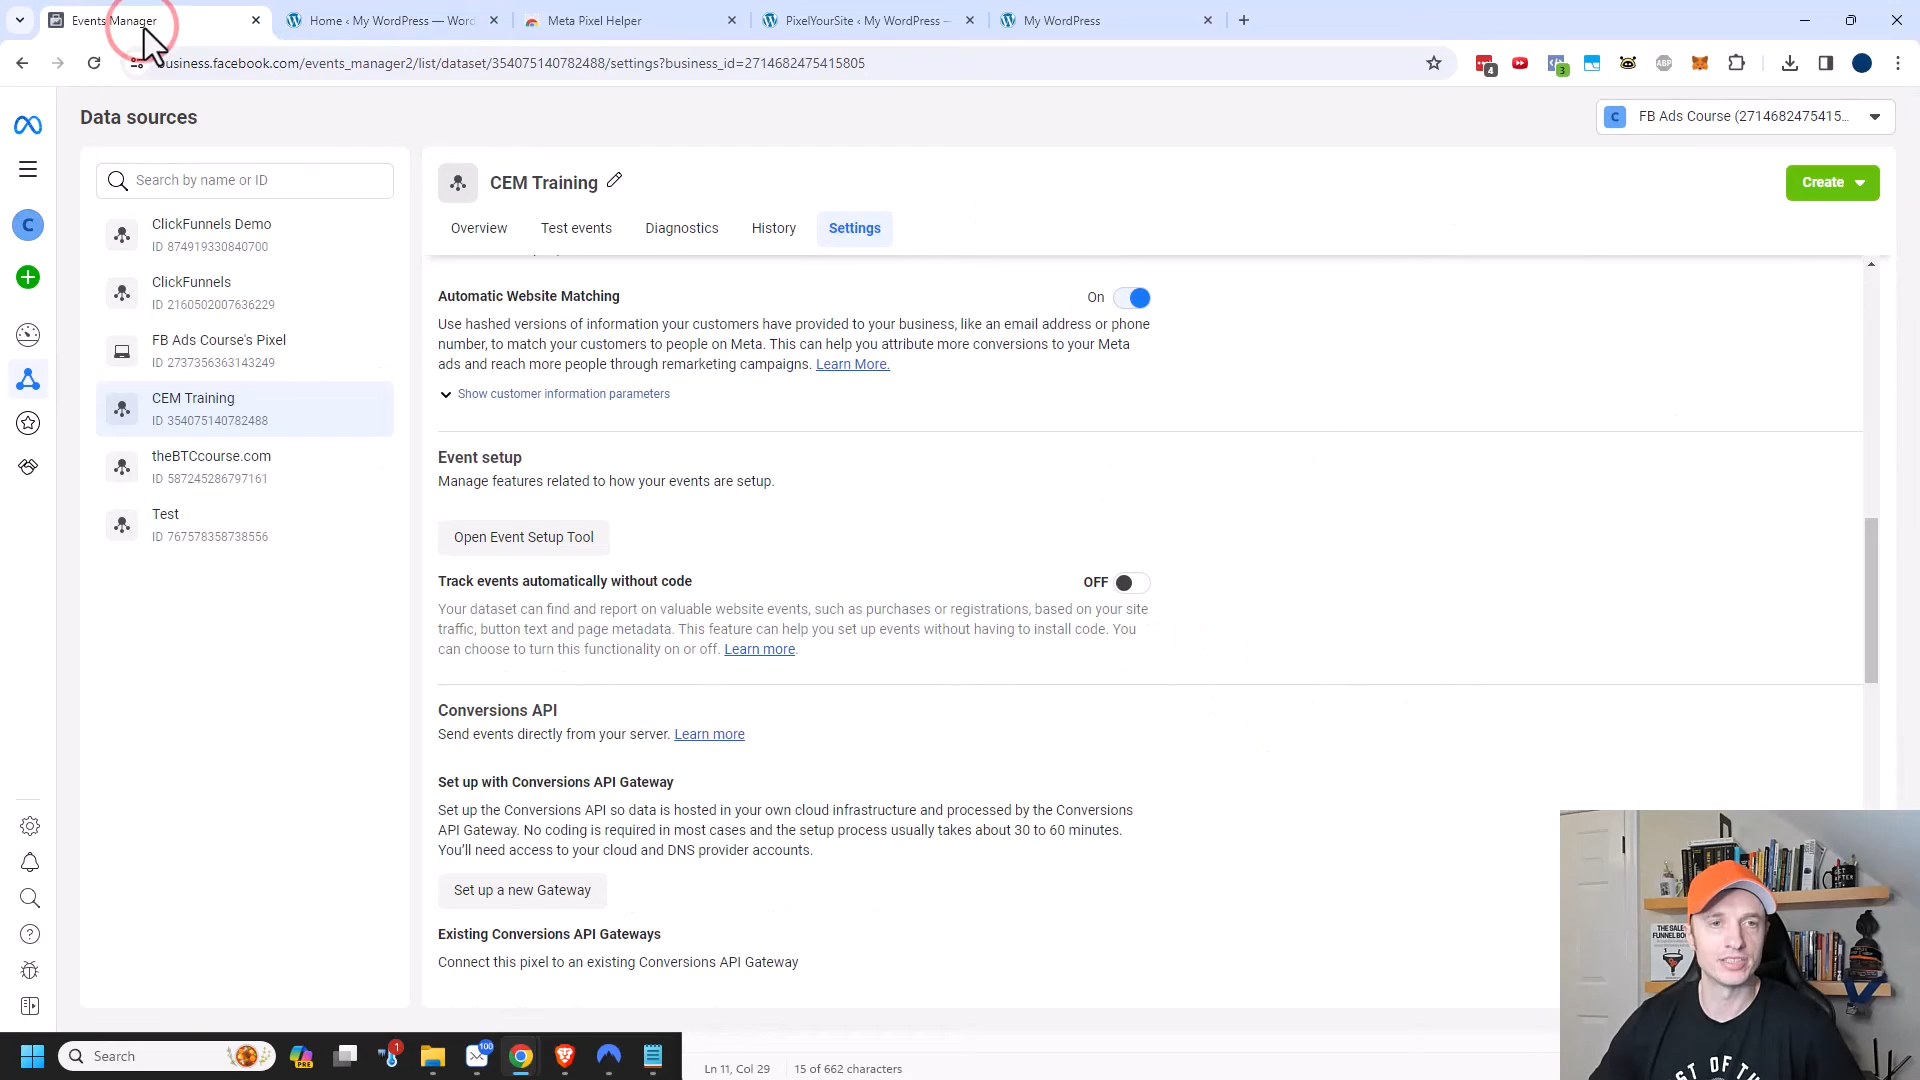 Events Manager
Home ‹ My WordPress — Word
Meta Pixel Helper
PixelYourSite ‹ My WordPress —
My WordPress
business.facebook.com/events_manager2/list/dataset/354075140782488/settings?business_id=2714682475415805
4
3
ABP
Data sources
C
FB Ads Course (2714682475415...
Search by name or ID
CEM Training
Create
Overview
Test events
Diagnostics
History
Settings
C
ClickFunnels Demo
ID 874919330840700
ClickFunnels
ID 2160502007636229
FB Ads Course's Pixel
ID 2737356363143249
CEM Training
ID 354075140782488
theBTCcourse.com
ID 587245286797161
Test
ID 767578358738556
Automatic Website Matching
On
Use hashed versions of information your customers have provided to your business, like an email address or phone
number, to match your customers to people on Meta. This can help you attribute more conversions to your Meta
ads and reach more people through remarketing campaigns. Learn More.
Show customer information parameters
Event setup
Manage features related to how your events are setup.
Open Event Setup Tool
Track events automatically without code
OFF
Your dataset can find and report on valuable website events, such as purchases or registrations, based on your site
traffic, button text and page metadata. This feature can help you set up events without having to install code. You
can choose to turn this functionality on or off. Learn more.
Conversions API
Send events directly from your server. Learn more
Set up with Conversions API Gateway
Set up the Conversions API so data is hosted in your own cloud infrastructure and processed by the Conversions
API Gateway. No coding is required in most cases and the setup process usually takes about 30 to 60 minutes.
You'll need access to your cloud and DNS provider accounts.
Set up a new Gateway
Existing Conversions API Gateways
Connect this pixel to an existing Conversions API Gateway
GET AFTER
THE SALES
FUNNEL BOOK
Search
PRE
1
100
Ln 11, Col 29
15 of 662 characters